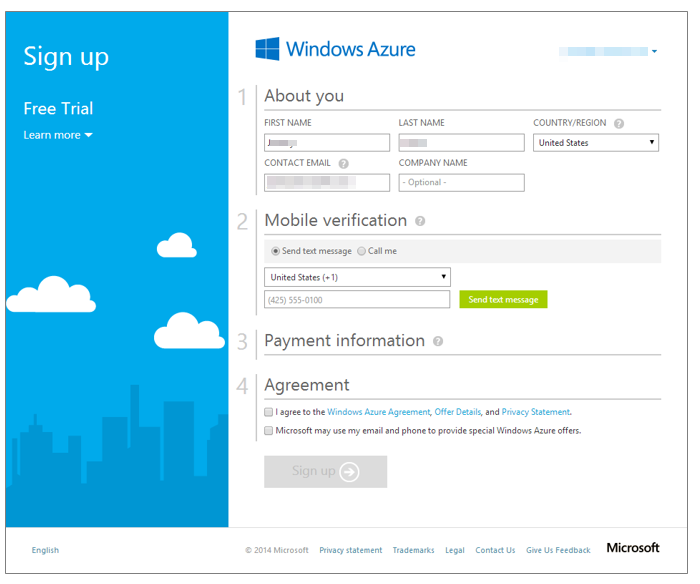 Sign up
Free Trial
Learn more
Windows Azure
1 About you
FIRST NAME LAST NAME COUNTRY/REGION ?
United States
CONTACT EMAIL ? COMPANY NAME
- Optional -
2 Mobile verification ?
Send text message Call me
United States (+1)
(425) 555-0100 Send text message
3 Payment information ?
4 Agreement
I agree to the Windows Azure Agreement, Offer Details, and Privacy Statement.
Microsoft may use my email and phone to provide special Windows Azure offers.
Sign up
English © 2014 Microsoft Privacy statement Trademarks Legal Contact Us Give Us Feedback Microsoft